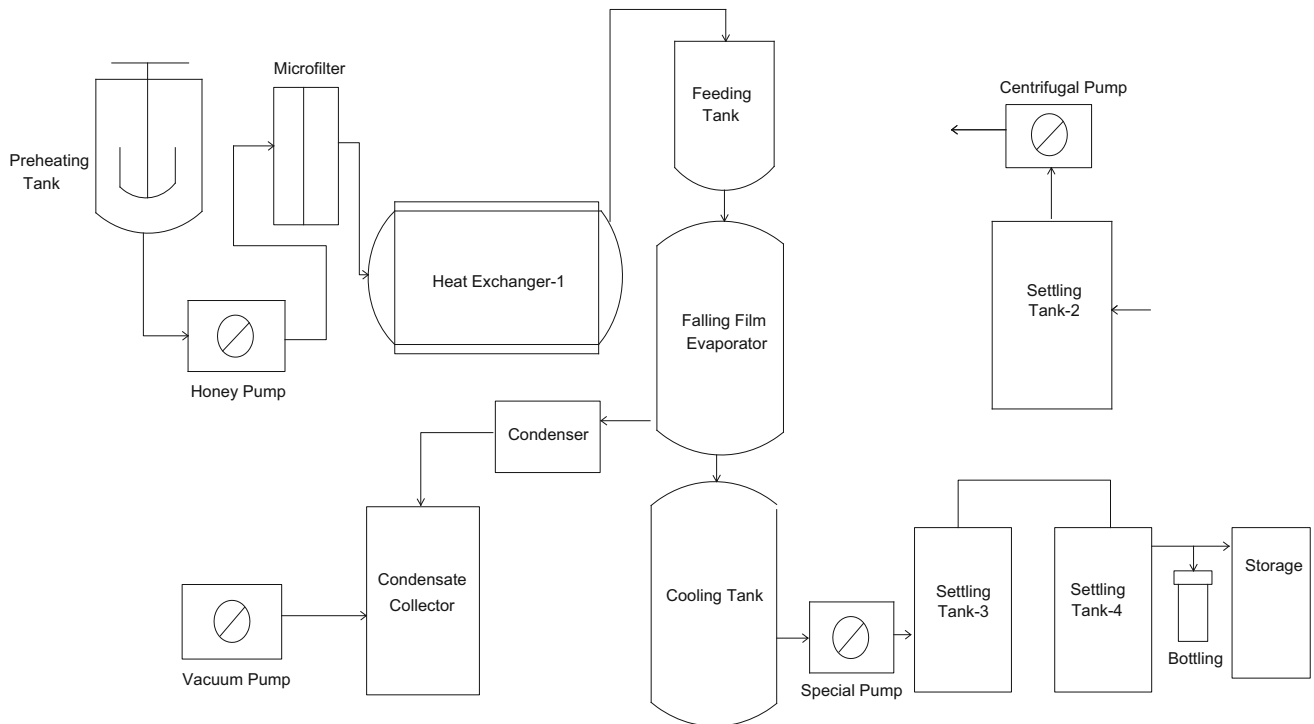 Microfilter
Preheating
Tank
Honey Pump
Heat Exchanger-1
Feeding
Tank
Centrifugal Pump
Settling
Tank-2
Falling Film
Evaporator
Condenser
Condensate
Collector
Vacuum Pump
Cooling Tank
Special Pump
Settling
Tank-3
Settling
Tank-4
Bottling
Storage